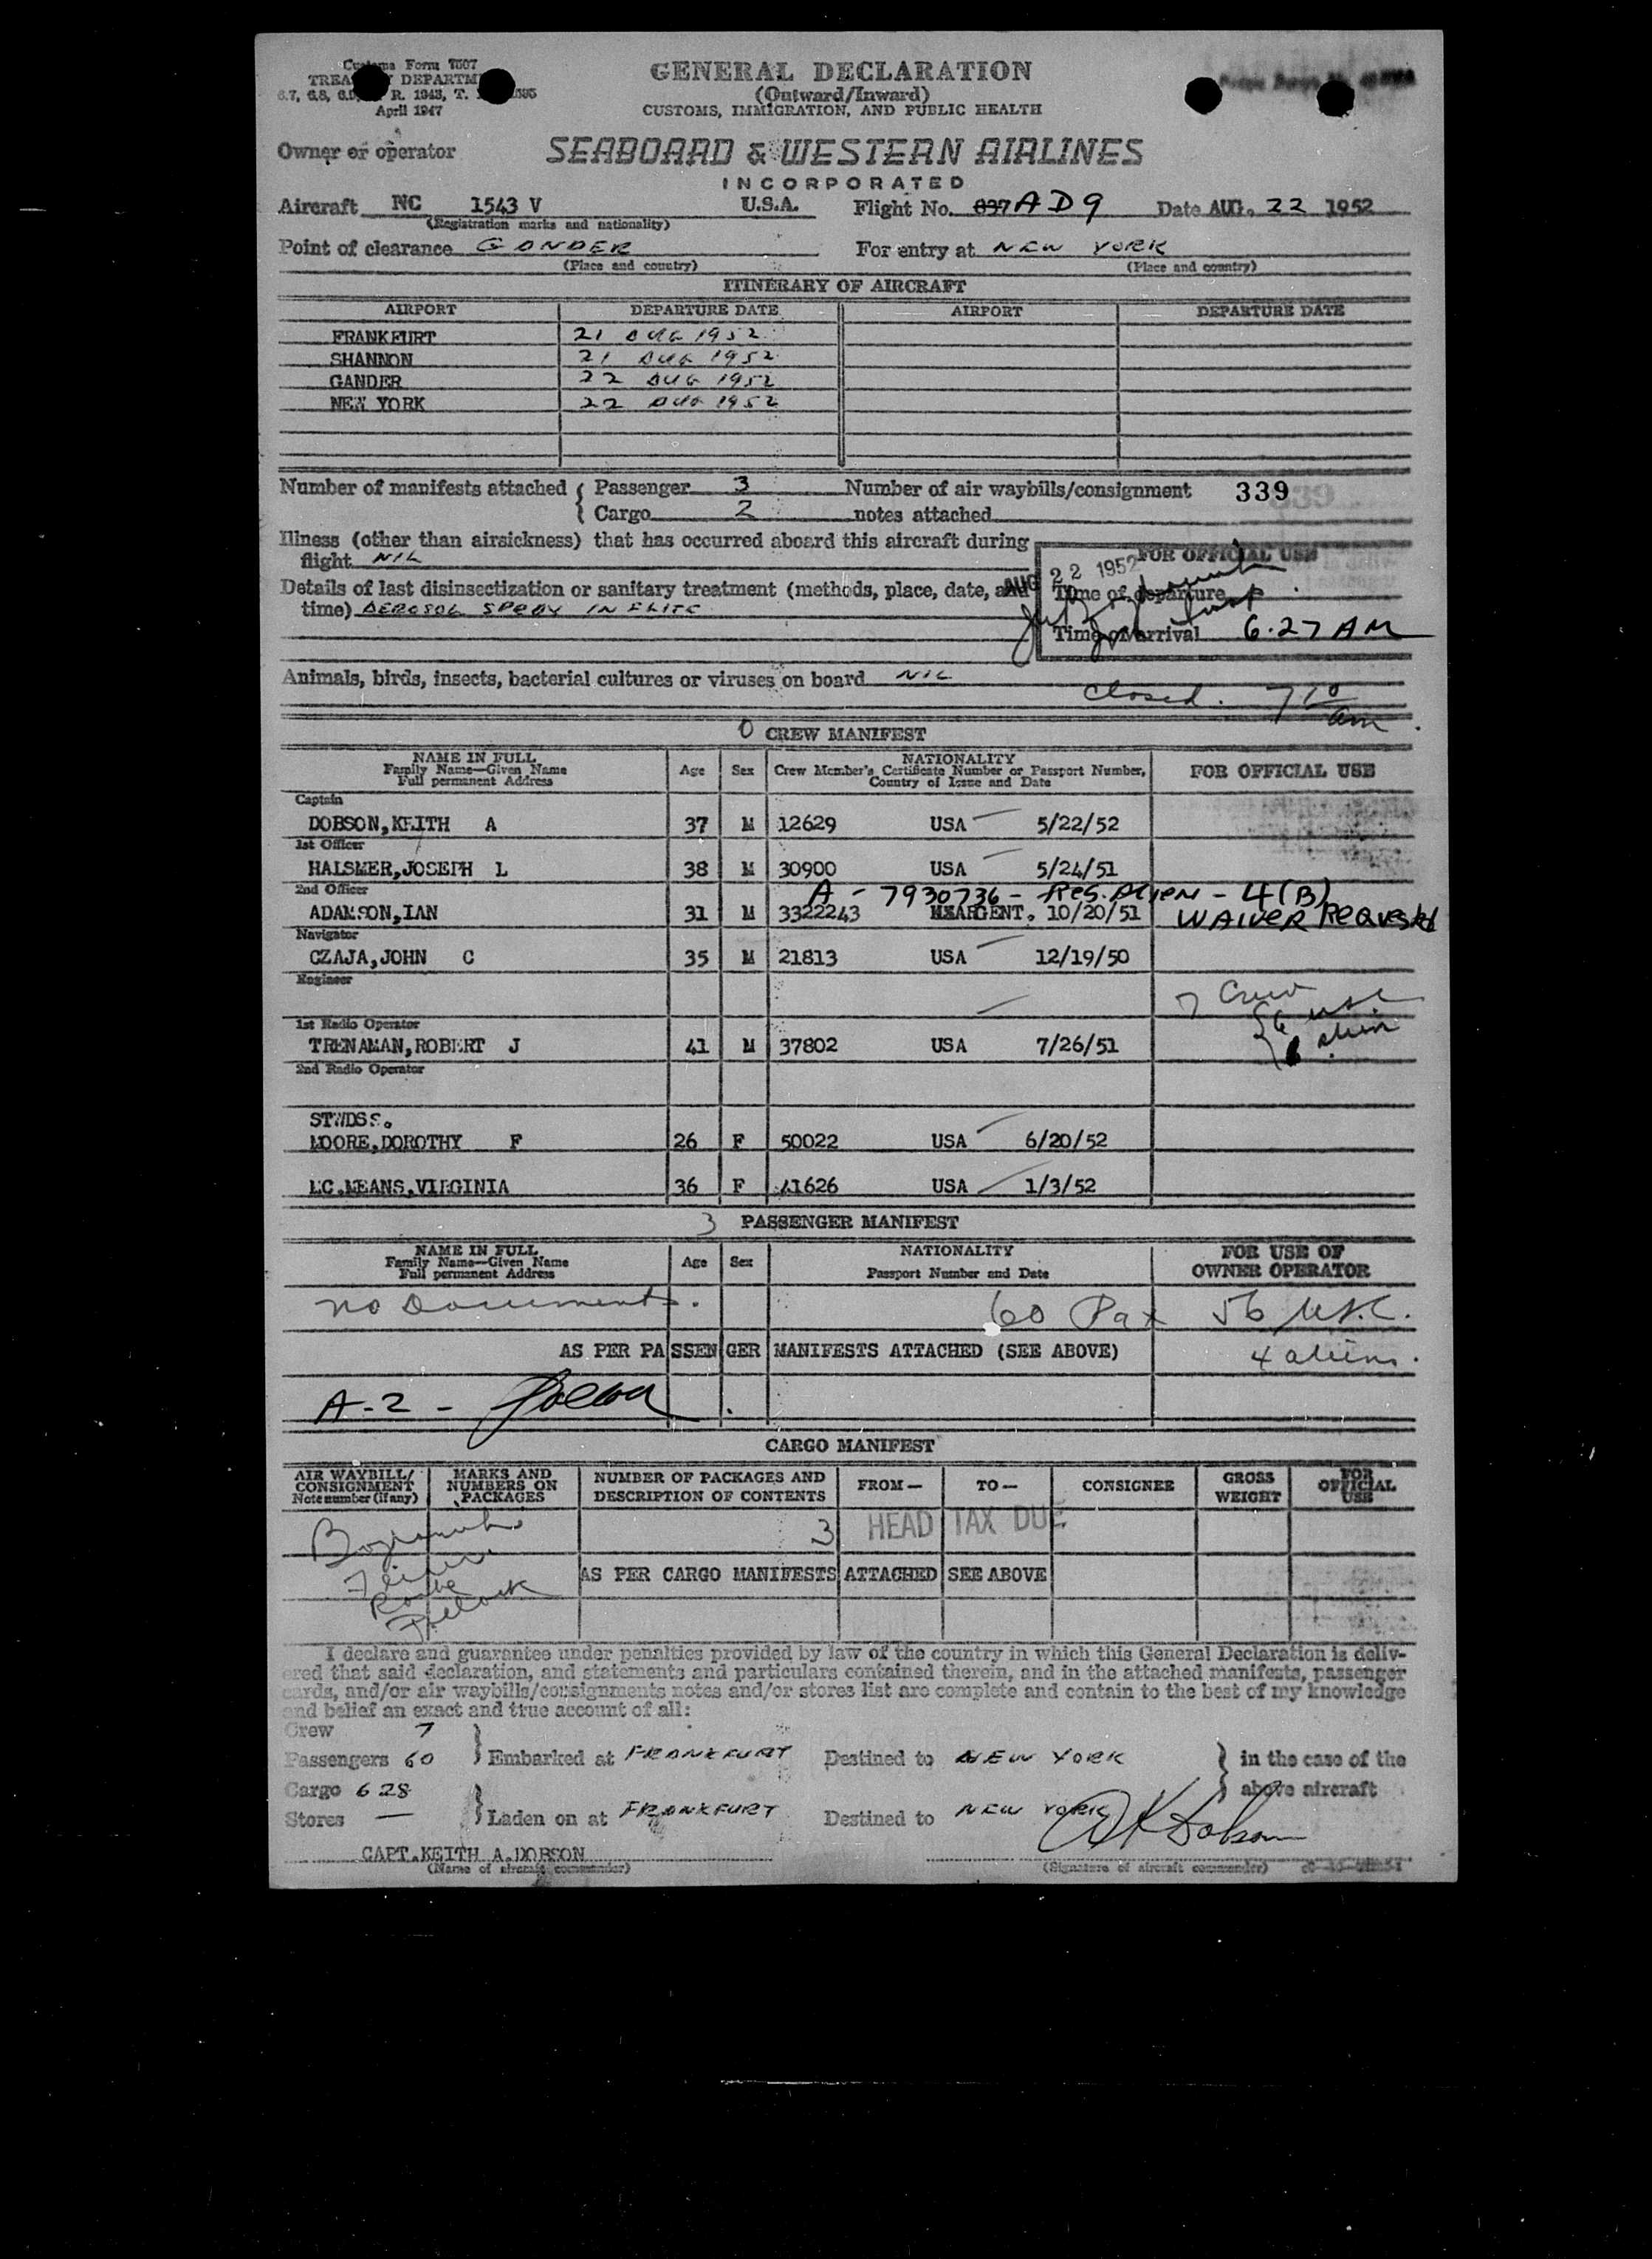 Customs Form 7507
TREASURY DEPARTMENT
April 1947
GENERAL DECLARATION
(Outward/Inward)
CUSTOMS, IMMIGRATION, AND PUBLIC HEALTH
Owner or operator
SEABOARD & WESTERN AIRLINES
INCORPORATED
Aircraft NC 1543 V U.S.A. Flight No. 837 AD9 Date AUG. 22 1952
(Registration marks and nationality)
Point of clearance GANDER For entry at NEW YORK
(Place and country) (Place and country)
ITINERARY OF AIRCRAFT
AIRPORT DEPARTURE DATE AIRPORT DEPARTURE DATE
FRANKFURT 21 AUG 1952
SHANNON 21 AUG 1952
GANDER 22 AUG 1952
NEW YORK 22 AUG 1952
Number of manifests attached { Passenger 3 Number of air waybills/consignment 339
Cargo 2 notes attached
Illness (other than airsickness) that has occurred aboard this aircraft during
flight NIL
FOR OFFICIAL USE
AUG 22 1952
Details of last disinsectization or sanitary treatment (methods, place, date, and
Time of departure
time) AEROSOL SPRAY IN FLITE
Time of arrival 6.27 AM
Animals, birds, insects, bacterial cultures or viruses on board NIL
Closed. 7 10 am
0 CREW MANIFEST
NAME IN FULL Age Sex NATIONALITY FOR OFFICIAL USE
Family Name—Given Name Crew Member's Certificate Number or Passport Number,
Full permanent Address Country of Issue and Date
Captain
DOBSON,KEITH A 37 M 12629 USA 5/22/52
1st Officer
HALSMER,JOSEPH L 38 M 30900 USA 5/24/51
2nd Officer A - 7930736 - Res. Alien - 4(B)
ADAMSON,IAN 31 M 3322243 ARGENT. 10/20/51 WAIVER Requested
Navigator
CZAJA,JOHN C 35 M 21813 USA 12/19/50
Engineer
7 Crew
6 usc
alien
1st Radio Operator
TRENAMAN,ROBERT J 41 M 37802 USA 7/26/51
2nd Radio Operator
STWDSS.
MOORE,DOROTHY F 26 F 50022 USA 6/20/52
MC.MEANS,VIRGINIA 36 F 41626 USA 1/3/52
3 PASSENGER MANIFEST
NAME IN FULL Age Sex NATIONALITY FOR USE OF
Family Name—Given Name OWNER OPERATOR
Full permanent Address Passport Number and Date
no Documents. 60 Pax 56 usc.
AS PER PASSENGER MANIFESTS ATTACHED (SEE ABOVE) 4 aliens.
A-2 -
CARGO MANIFEST
AIR WAYBILL/ CONSIGNMENT Note number (if any) MARKS AND NUMBERS ON PACKAGES NUMBER OF PACKAGES AND DESCRIPTION OF CONTENTS FROM— TO— CONSIGNEE GROSS WEIGHT FOR OFFICIAL USE
3 HEAD TAX DUE
AS PER CARGO MANIFESTS ATTACHED SEE ABOVE
I declare and guarantee under penalties provided by law of the country in which this General Declaration is deliv-
ered that said declaration, and statements and particulars contained therein, and in the attached manifests, passenger
cards, and/or air waybills/consignments notes and/or stores list are complete and contain to the best of my knowledge
and belief an exact and true account of all:
Crew 7
Passengers 60 } Embarked at FRANKFURT Destined to NEW YORK } in the case of the
Cargo 628 above aircraft
Stores — } Laden on at FRANKFURT Destined to NEW YORK
CAPT.KEITH A.DOBSON
(Name of aircraft commander) (Signature of aircraft commander)